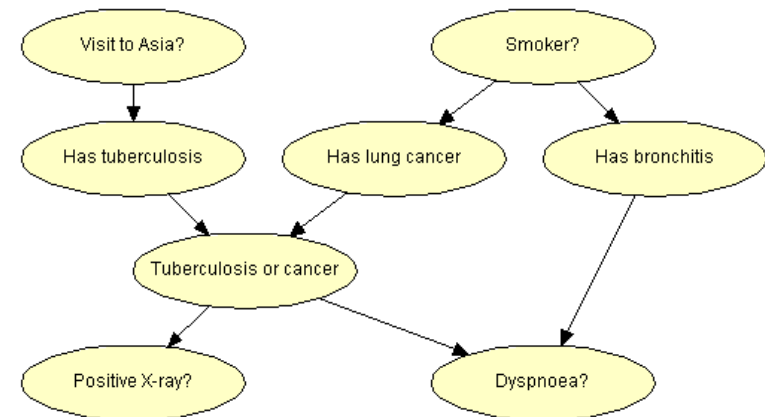 Visit to Asia?
Smoker?
Has tuberculosis
Has lung cancer
Has bronchitis
Tuberculosis or cancer
Positive X-ray?
Dyspnoea?